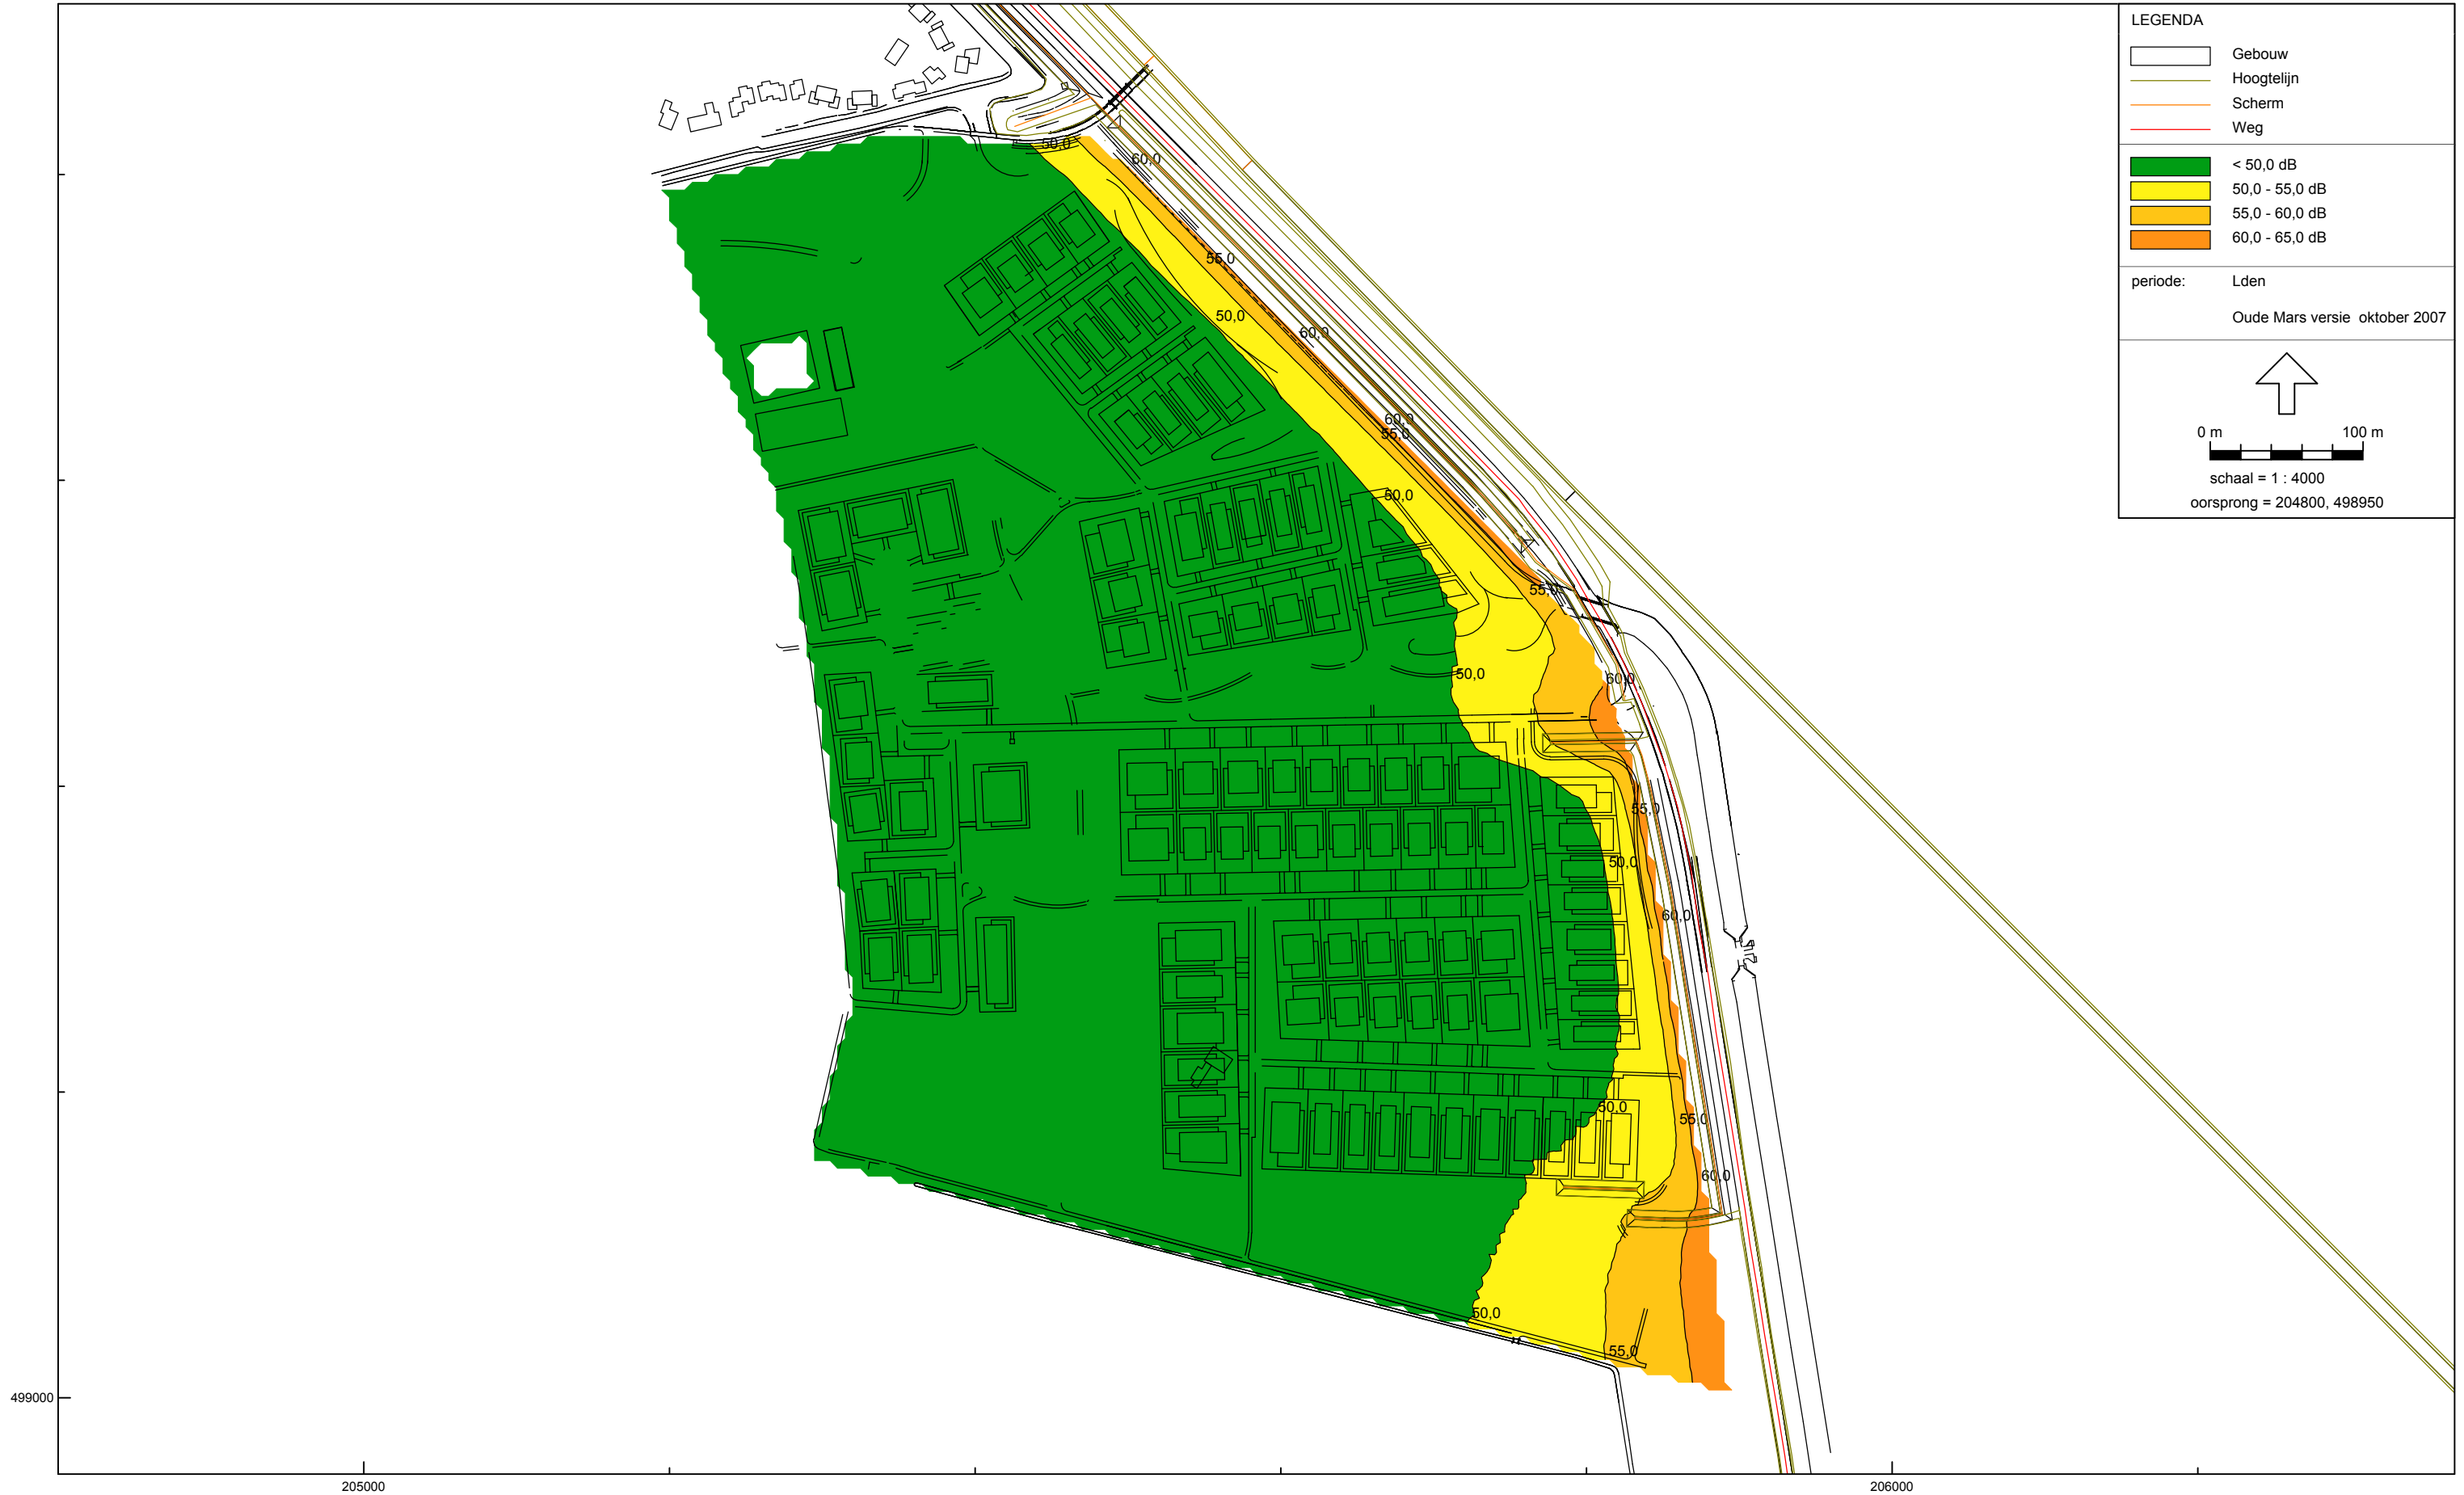 LEGENDA
Gebouw
Hoogtelijn
Scherm
Weg
< 50,0 dB
50,0 - 55,0 dB
55,0 - 60,0 dB
60,0 - 65,0 dB
periode: Lden
Oude Mars versie oktober 2007
0 m 100 m
schaal = 1 : 4000
oorsprong = 204800, 498950
50,0
60,0
55,0
50,0
60,0
60,0
55,0
50,0
55,0
50,0
60,0
55,0
50,0
60,0
50,0
55,0
60,0
50,0
55,0
499000
205000 206000